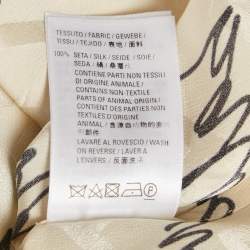 TESSUTO / FABRIC / GEWEBE /
TISSU / TEJIDO / 表地 / 面料
100% SETA / SILK / SEIDE / SOIE /
SEDA / 絹 / 桑蚕丝
CONTIENE PARTI NON TESSILI
DI ORIGINE ANIMALE /
CONTAINS NON-TEXTILE
PARTS OF ANIMAL ORIGIN /
CONTIENT DES PARTIES NON
TEXTILES D'ORIGINE
ANIMALE /
LAVARE AL ROVESCIO / WASH
ON REVERSE / LAVER A
L'ENVERS /